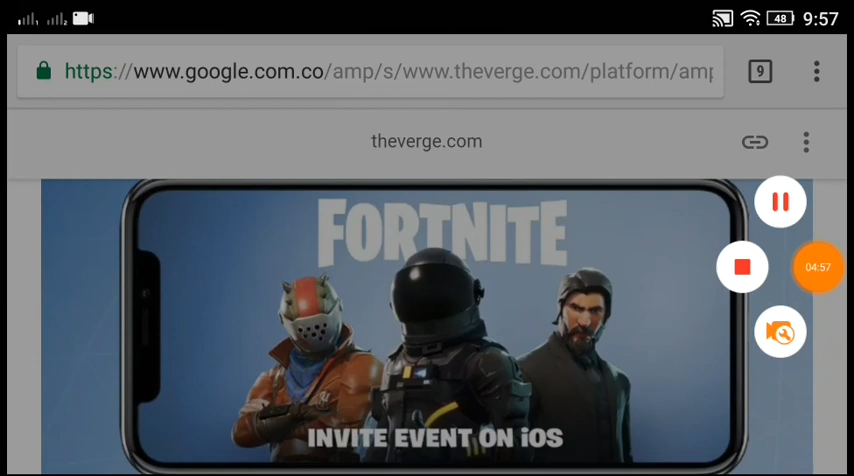 48 9:57
https://www.google.com.co/amp/s/www.theverge.com/platform/amp
9
theverge.com
FORTNITE
04:57
INVITE EVENT ON iOS